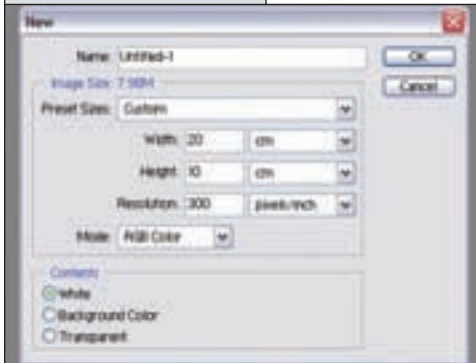 New
Name: Untitled-1
OK
Cancel
Image Size: 7.98M
Preset Sizes: Custom
Width: 20 cm
Height: 10 cm
Resolution: 300 pixels/inch
Mode: RGB Color
Contents
White
Background Color
Transparent